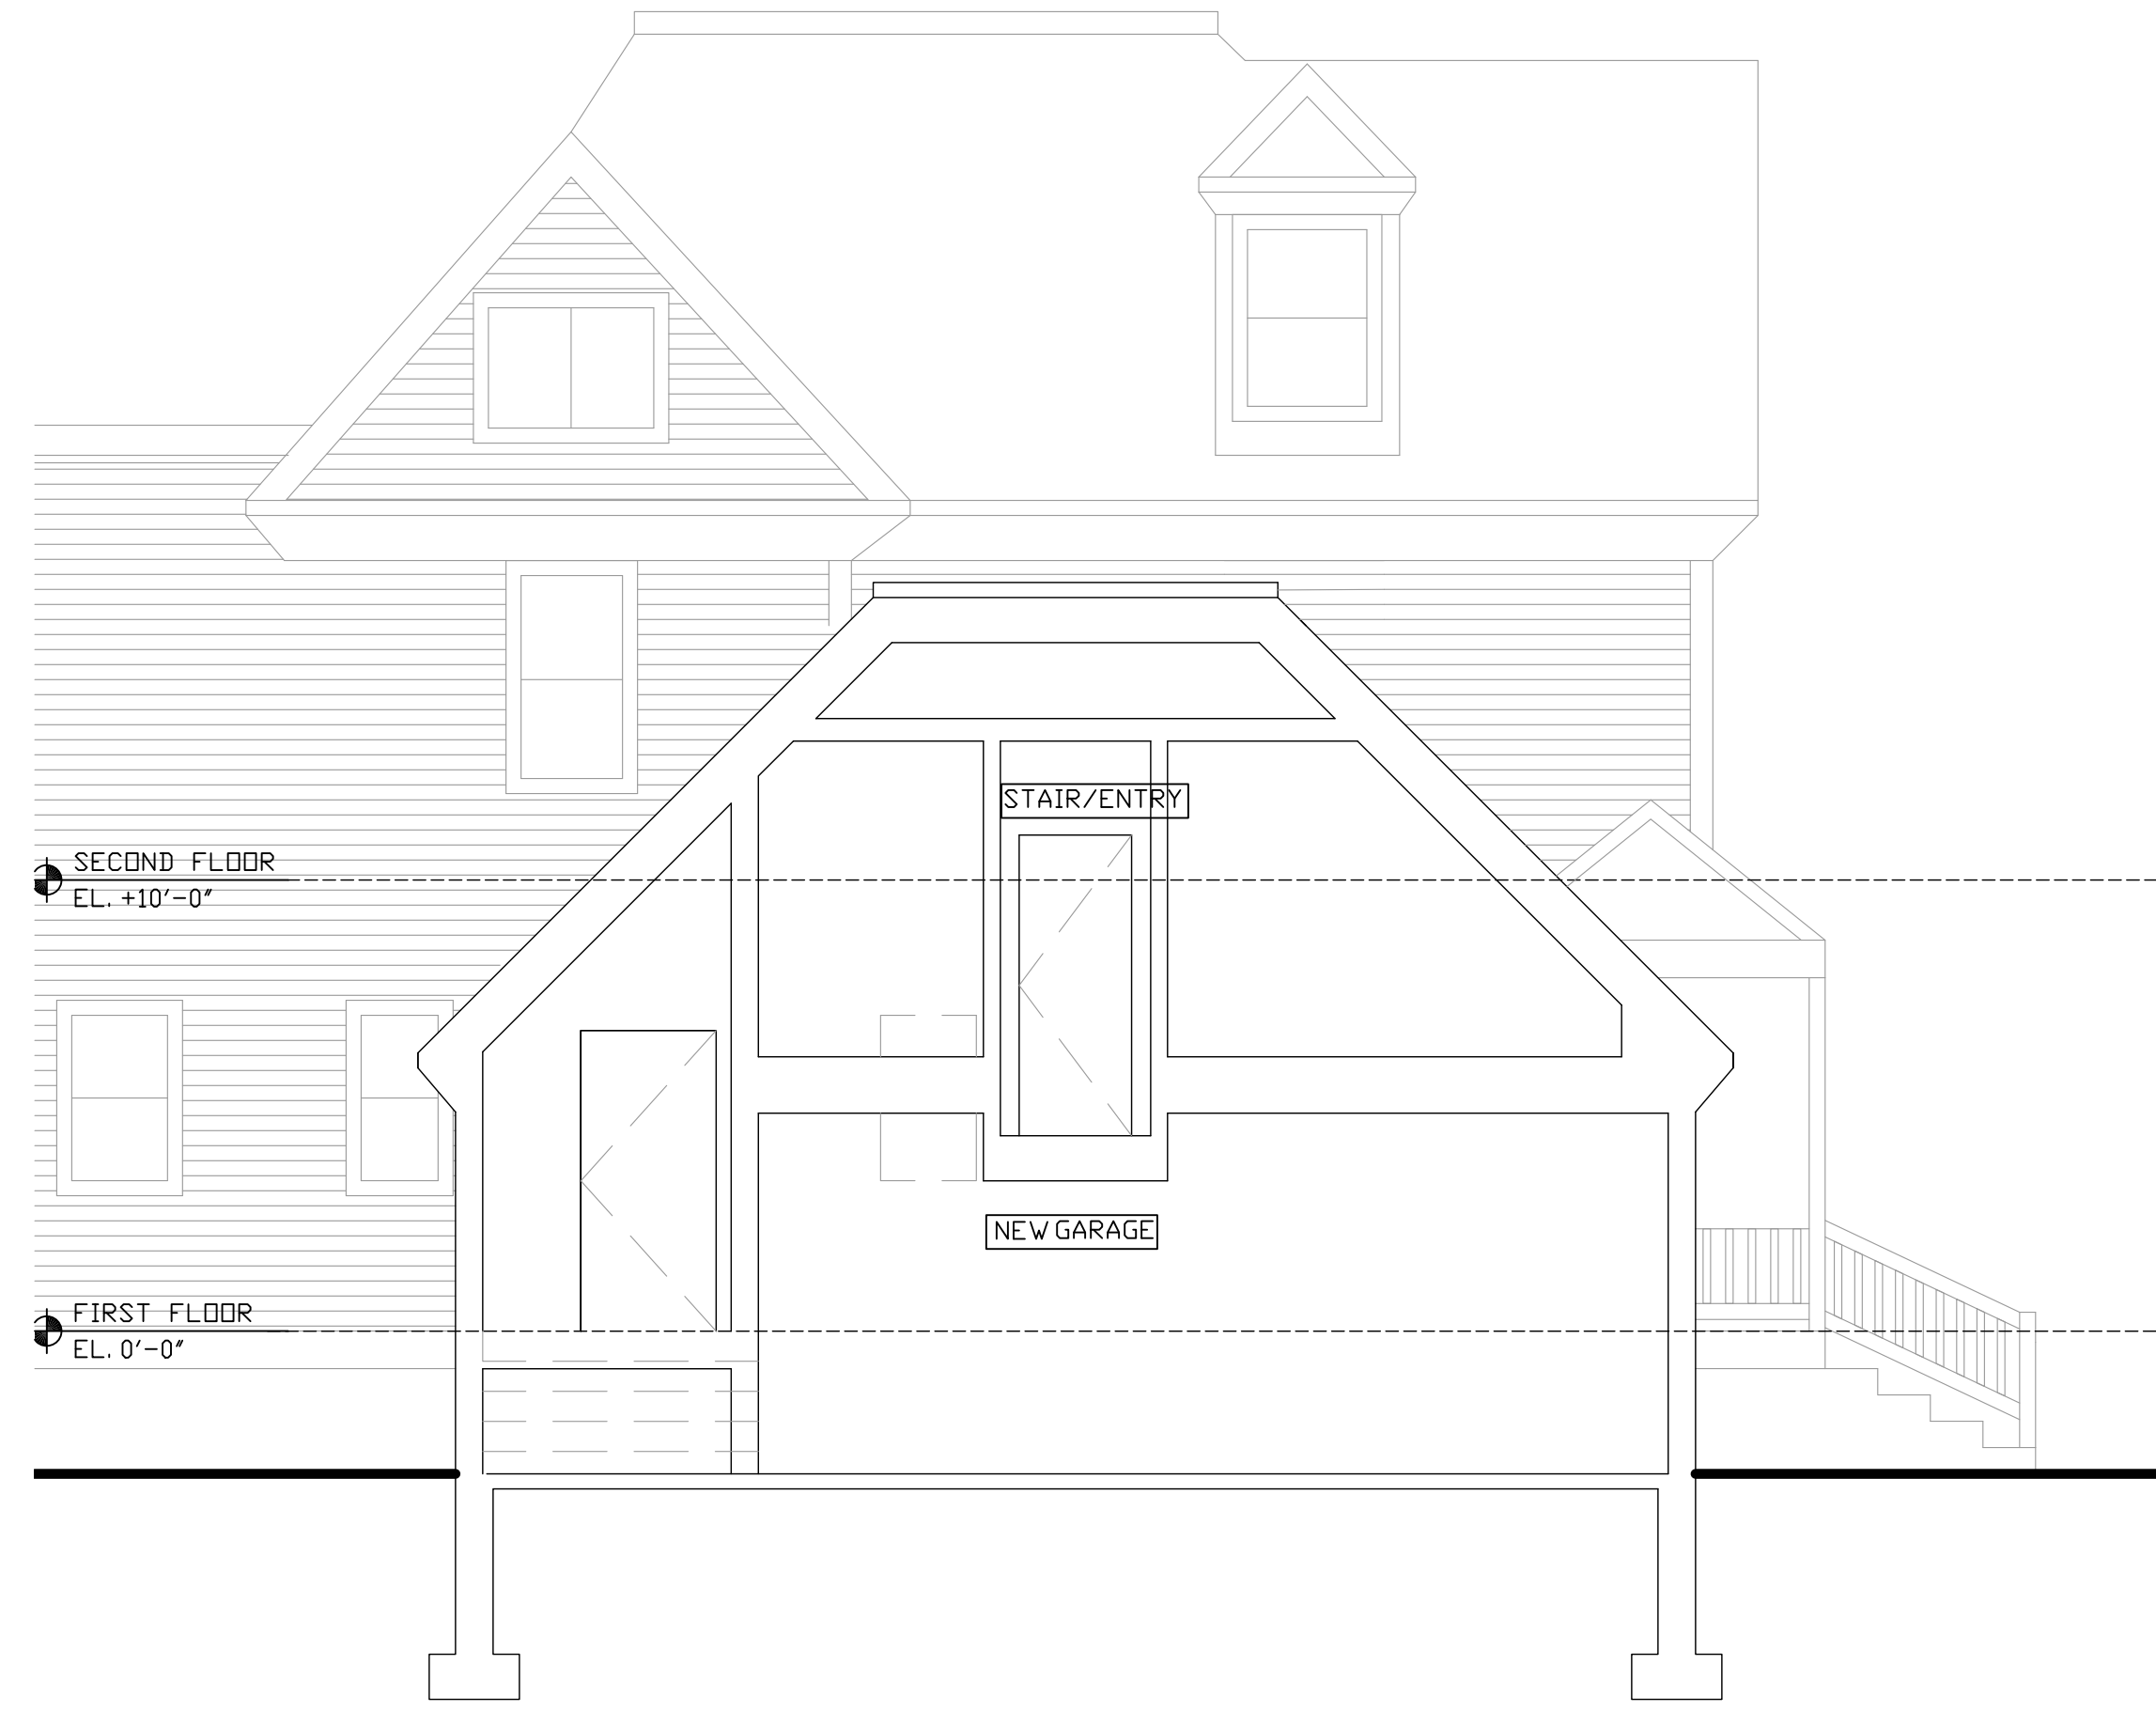 STAIR/ENTRY
SECOND FLOOR
EL. +10'-0"
NEW GARAGE
FIRST FLOOR
EL. 0'-0"